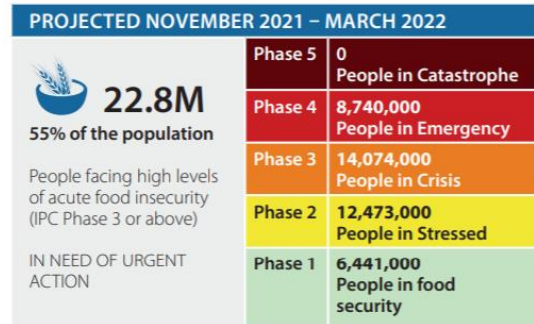 PROJECTED NOVEMBER 2021 – MARCH 2022
22.8M
55% of the population
People facing high levels
of acute food insecurity
(IPC Phase 3 or above)
IN NEED OF URGENT
ACTION
Phase 5 0
People in Catastrophe
Phase 4 8,740,000
People in Emergency
Phase 3 14,074,000
People in Crisis
Phase 2 12,473,000
People in Stressed
Phase 1 6,441,000
People in food
security